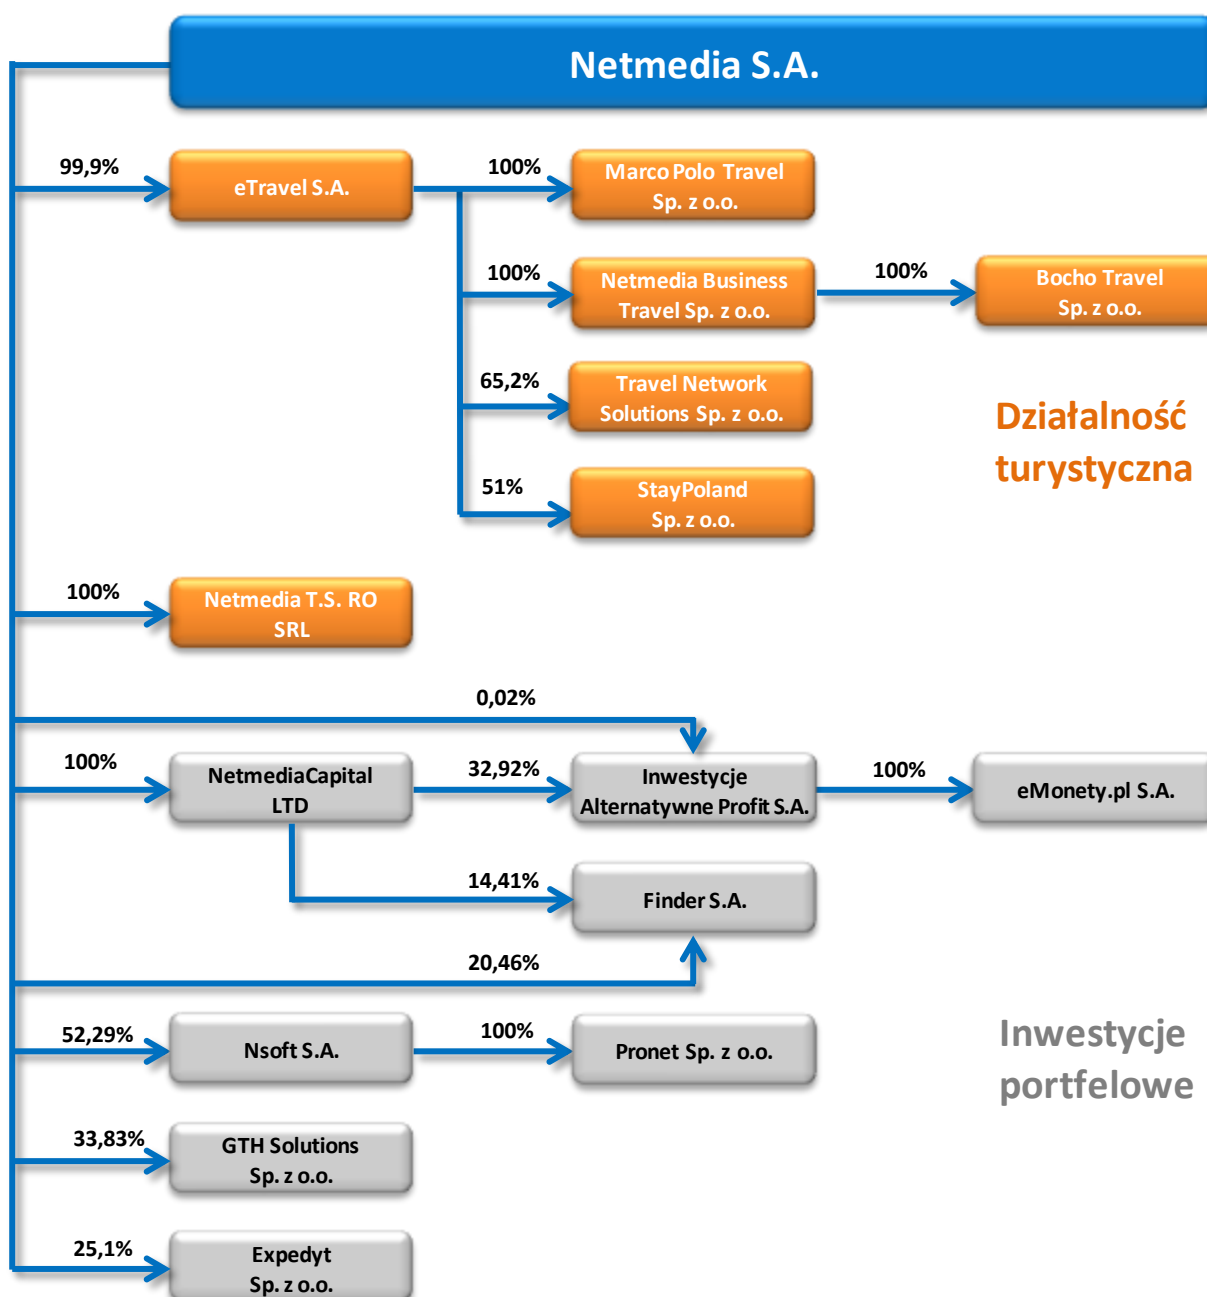 Netmedia S.A.
99,9%
eTravel S.A.
100%
Marco Polo Travel
Sp. z o.o.
100%
Netmedia Business
Travel Sp. z o.o.
100%
Bocho Travel
Sp. z o.o.
65,2%
Travel Network
Solutions Sp. z o.o.
Działalność
turystyczna
51%
StayPoland
Sp. z o.o.
100%
Netmedia T.S. RO
SRL
0,02%
100%
NetmediaCapital
LTD
32,92%
Inwestycje
Alternatywne Profit S.A.
100%
eMonety.pl S.A.
14,41%
Finder S.A.
20,46%
52,29%
Nsoft S.A.
100%
Pronet Sp. z o.o.
Inwestycje
portfelowe
33,83%
GTH Solutions
Sp. z o.o.
25,1%
Expedyt
Sp. z o.o.